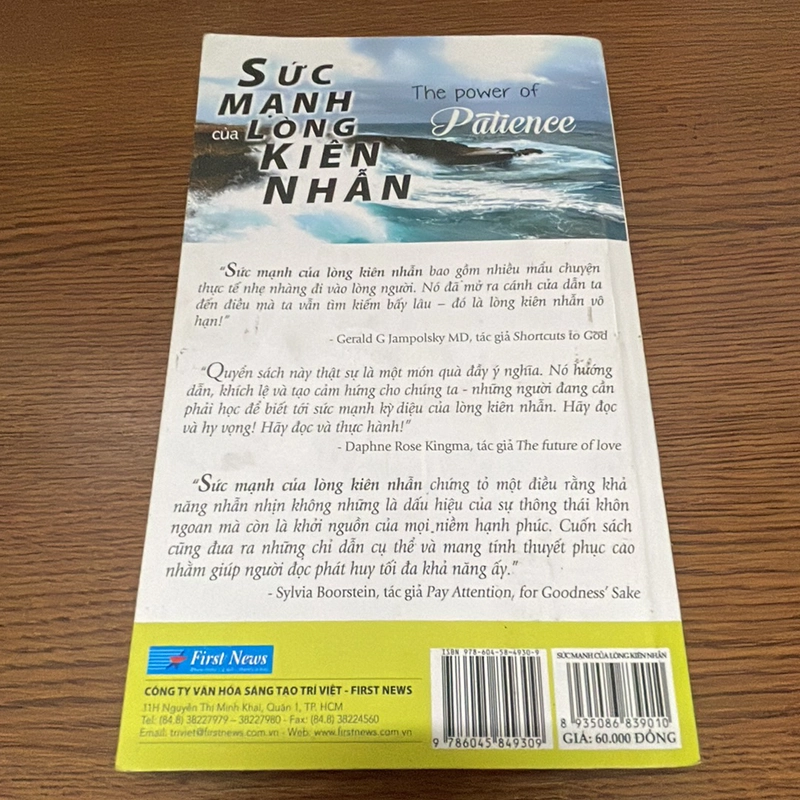 SỨC
MẠNH
của LÒNG
KIÊN
NHẪN
The power of
Patience
“Sức mạnh của lòng kiên nhẫn bao gồm nhiều mẩu chuyện
thực tế nhẹ nhàng đi vào lòng người. Nó đã mở ra cánh cửa dẫn ta
đến điều mà ta vẫn tìm kiếm bấy lâu – đó là lòng kiên nhẫn vô
hạn!”
- Gerald G Jampolsky MD, tác giả Shortcuts to God
“Quyển sách này thật sự là một món quà đầy ý nghĩa. Nó hướng
dẫn, khích lệ và tạo cảm hứng cho chúng ta - những người đang cần
phải học để biết tới sức mạnh kỳ diệu của lòng kiên nhẫn. Hãy đọc
và hy vọng! Hãy đọc và thực hành!”
- Daphne Rose Kingma, tác giả The future of love
“Sức mạnh của lòng kiên nhẫn chứng tỏ một điều rằng khả
năng nhẫn nhịn không những là dấu hiệu của sự thông thái khôn
ngoan mà còn là khởi nguồn của mọi niềm hạnh phúc. Cuốn sách
cũng đưa ra những chỉ dẫn cụ thể và mang tính thuyết phục cao
nhằm giúp người đọc phát huy tối đa khả năng ấy.”
- Sylvia Boorstein, tác giả Pay Attention, for Goodness’ Sake
First News
CÔNG TY VĂN HÓA SÁNG TẠO TRÍ VIỆT - FIRST NEWS
11H Nguyễn Thị Minh Khai, Quận 1, TP. HCM
Tel: (84.8) 38227979 – 38227980 - Fax: (84.8) 38224560
Email: triviet@firstnews.com.vn - Web: www.firstnews.com.vn
ISBN 978-604-58-4930-9
9 786045 849309
SỨC MẠNH CỦA LÒNG KIÊN NHẪN
8 935086 839010
GIÁ: 60.000 ĐỒNG